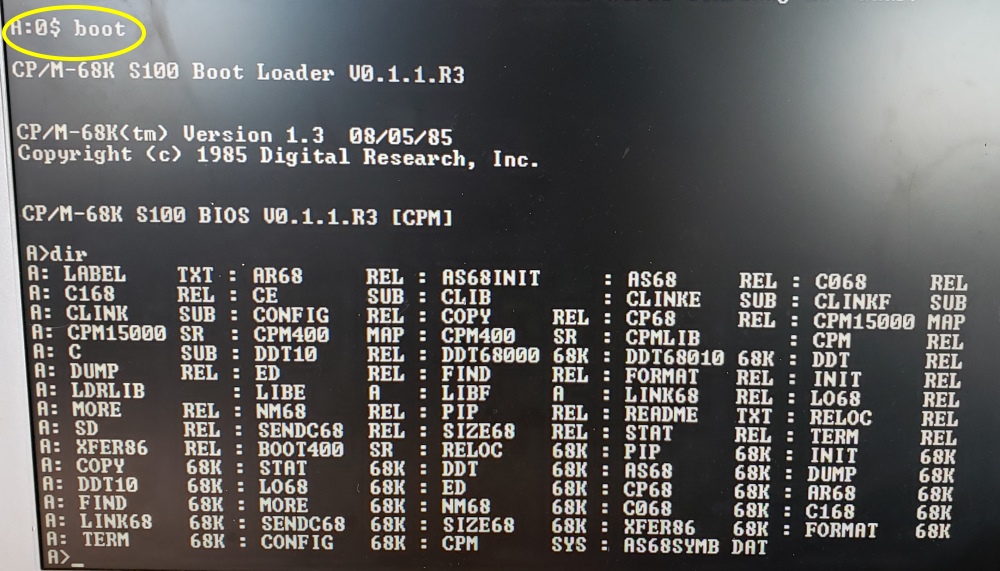 A:0$ boot
CP/M-68K S100 Boot Loader V0.1.1.R3
CP/M-68K(tm) Version 1.3 08/05/85
Copyright (c) 1985 Digital Research, Inc.
CP/M-68K S100 BIOS V0.1.1.R3 [CPM]
A>dir
A: LABEL TXT : AR68 REL : AS68INIT : AS68 REL : C068 REL
A: C168 REL : CE SUB : CLIB : CLINKE SUB : CLINKF SUB
A: CLINK SUB : CONFIG REL : COPY REL : CP68 REL : CPM15000 MAP
A: CPM15000 SR : CPM400 MAP : CPM400 SR : CPMLIB : CPM REL
A: C SUB : DDT10 REL : DDT68000 68K : DDT68010 68K : DDT REL
A: DUMP REL : ED REL : FIND REL : FORMAT REL : INIT REL
A: LDRLIB : LIBE A : LIBF A : LINK68 REL : LO68 REL
A: MORE REL : NM68 REL : PIP REL : README TXT : RELOC REL
A: SD REL : SENDC68 REL : SIZE68 REL : STAT REL : TERM REL
A: XFER86 REL : BOOT400 SR : RELOC 68K : PIP 68K : INIT 68K
A: COPY 68K : STAT 68K : DDT 68K : AS68 68K : DUMP 68K
A: DDT10 68K : LO68 68K : ED 68K : CP68 68K : AR68 68K
A: FIND 68K : MORE 68K : NM68 68K : C068 68K : C168 68K
A: LINK68 68K : SENDC68 68K : SIZE68 68K : XFER86 68K : FORMAT 68K
A: TERM 68K : CONFIG 68K : CPM SYS : AS68SYMB DAT
A>_